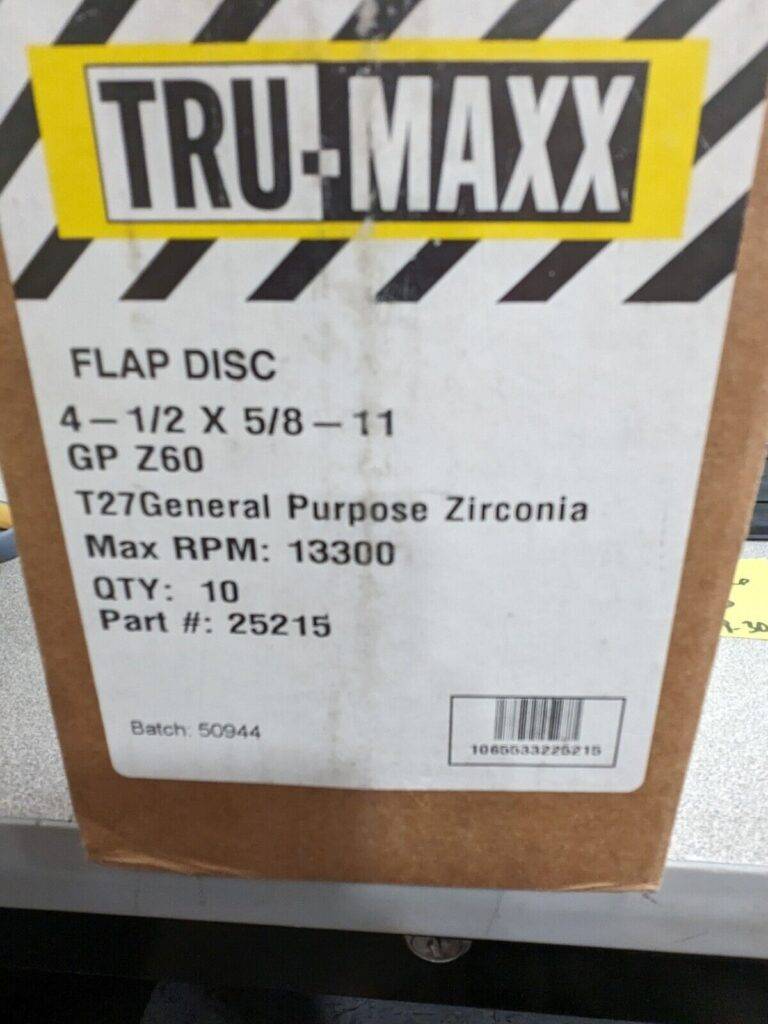 TRU-MAXX
FLAP DISC
4-1/2 X 5/8-11
GP Z60
T27General Purpose Zirconia
Max RPM: 13300
QTY: 10
Part #: 25215
Batch: 50944
1065533225215